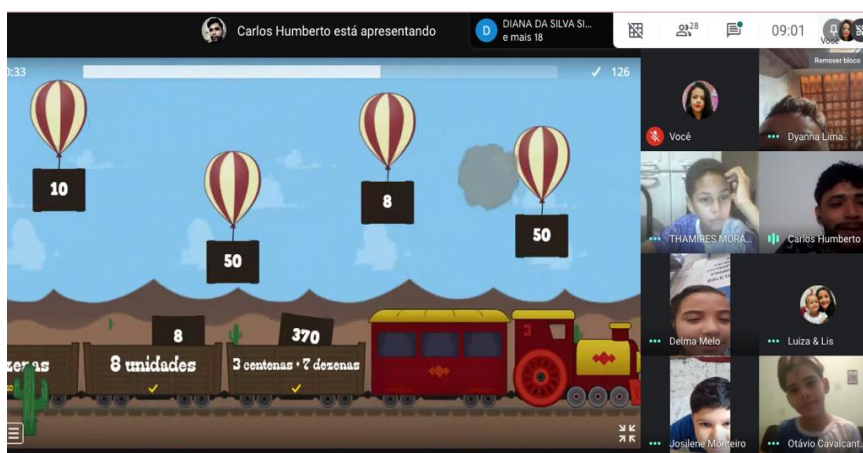 Carlos Humberto está apresentando
D
DIANA DA SILVA SI...
e mais 18
28
09:01
Você
Remover bloco
0:33
126
10
50
8
50
8
370
zenas
8 unidades
3 centenas + 7 dezenas
Você
Dyanna Lima
THAMIRES MORA...
Carlos Humberto
Delma Melo
Luiza & Lis
Josilene Monteiro
Otávio Cavalcant...